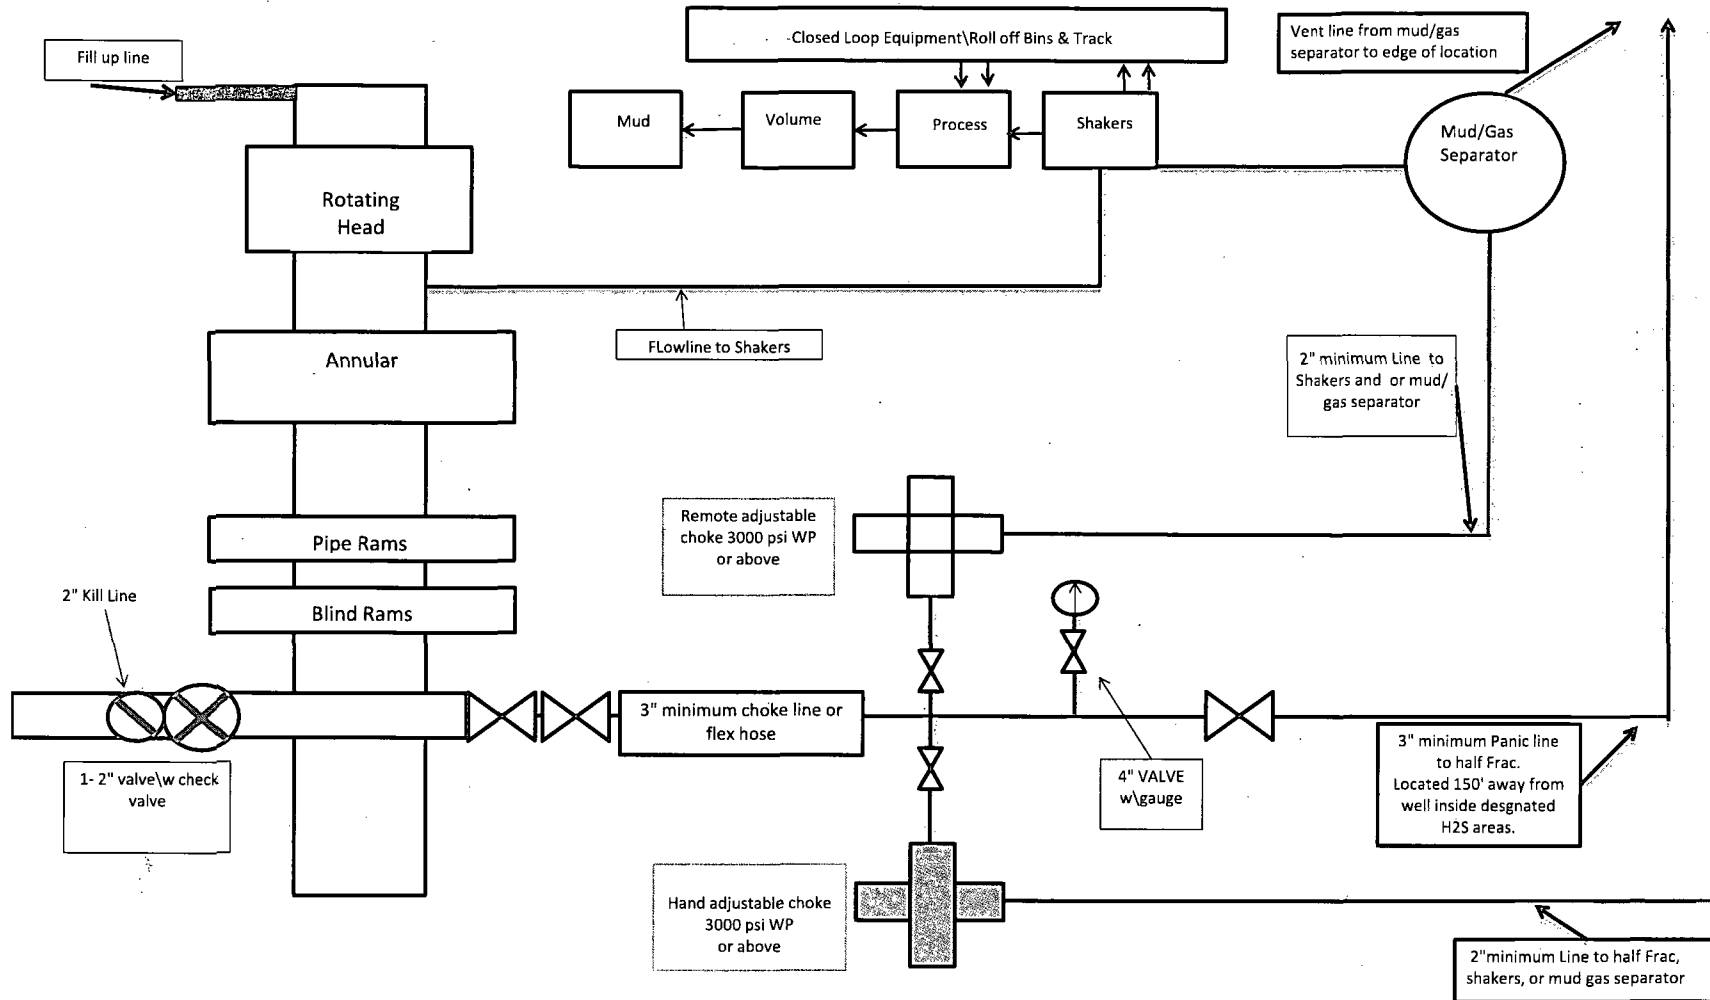 Closed Loop Equipment\Roll off Bins & Track
Vent line from mud/gas
separator to edge of location
Fill up line
Mud
Volume
Process
Shakers
Mud/Gas
Separator
Rotating
Head
FLowline to Shakers
Annular
2" minimum Line to
Shakers and or mud/
gas separator
Remote adjustable
choke 3000 psi WP
or above
Pipe Rams
2" Kill Line
Blind Rams
3" minimum choke line or
flex hose
1- 2" valve\w check
valve
4" VALVE
w\gauge
3" minimum Panic line
to half Frac.
Located 150' away from
well inside desgnated
H2S areas.
Hand adjustable choke
3000 psi WP
or above
2"minimum Line to half Frac,
shakers, or mud gas separator